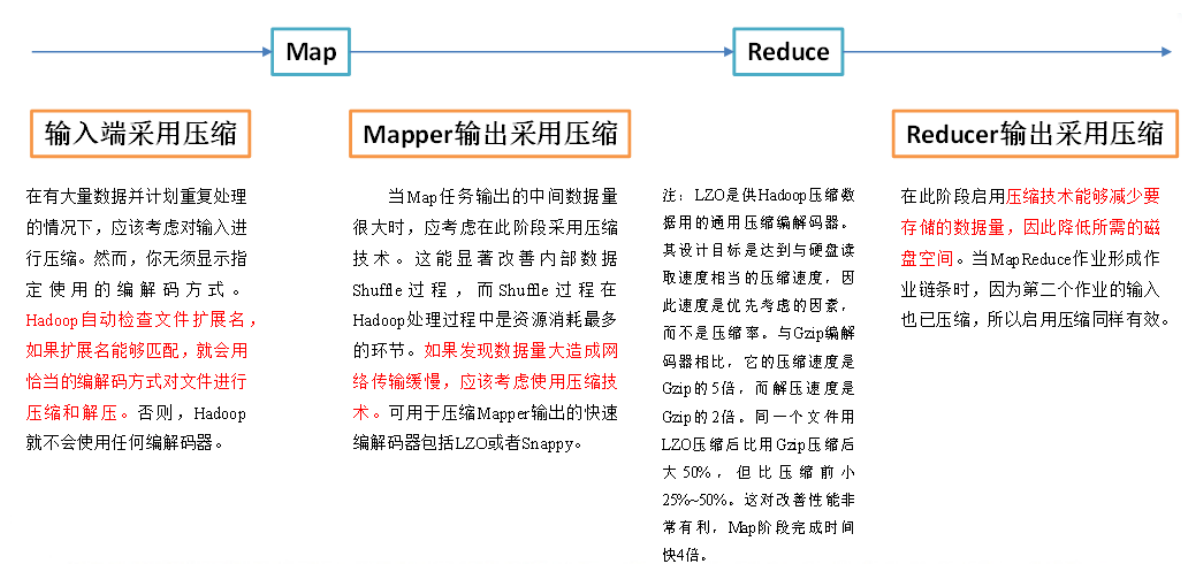 Map
Reduce
输入端采用压缩
在有大量数据并计划重复处理
的情况下，应该考虑对输入进
行压缩。然而，你无须显示指
定使用的编解码方式。
Hadoop自动检查文件扩展名，
如果扩展名能够匹配，就会用
恰当的编解码方式对文件进行
压缩和解压。否则，Hadoop
就不会使用任何编解码器。
Mapper输出采用压缩
当Map任务输出的中间数据量
很大时，应考虑在此阶段采用压缩
技术。这能显著改善内部数据
Shuffle过程，而Shuffle过程在
Hadoop处理过程中是资源消耗最多
的环节。如果发现数据量大造成网
络传输缓慢，应该考虑使用压缩技
术。可用于压缩Mapper输出的快速
编解码器包括LZO或者Snappy。
注：LZO是供Hadoop压缩数
据用的通用压缩编解码器。
其设计目标是达到与硬盘读
取速度相当的压缩速度，因
此速度是优先考虑的因素，
而不是压缩率。与Gzip编解
码器相比，它的压缩速度是
Gzip的5倍，而解压速度是
Gzip的2倍。同一个文件用
LZO压缩后比用Gzip压缩后
大50%，但比压缩前小
25%~50%。这对改善性能非
常有利，Map阶段完成时间
快4倍。
Reducer输出采用压缩
在此阶段启用压缩技术能够减少要
存储的数据量，因此降低所需的磁
盘空间。当MapReduce作业形成作
业链条时，因为第二个作业的输入
也已压缩，所以启用压缩同样有效。